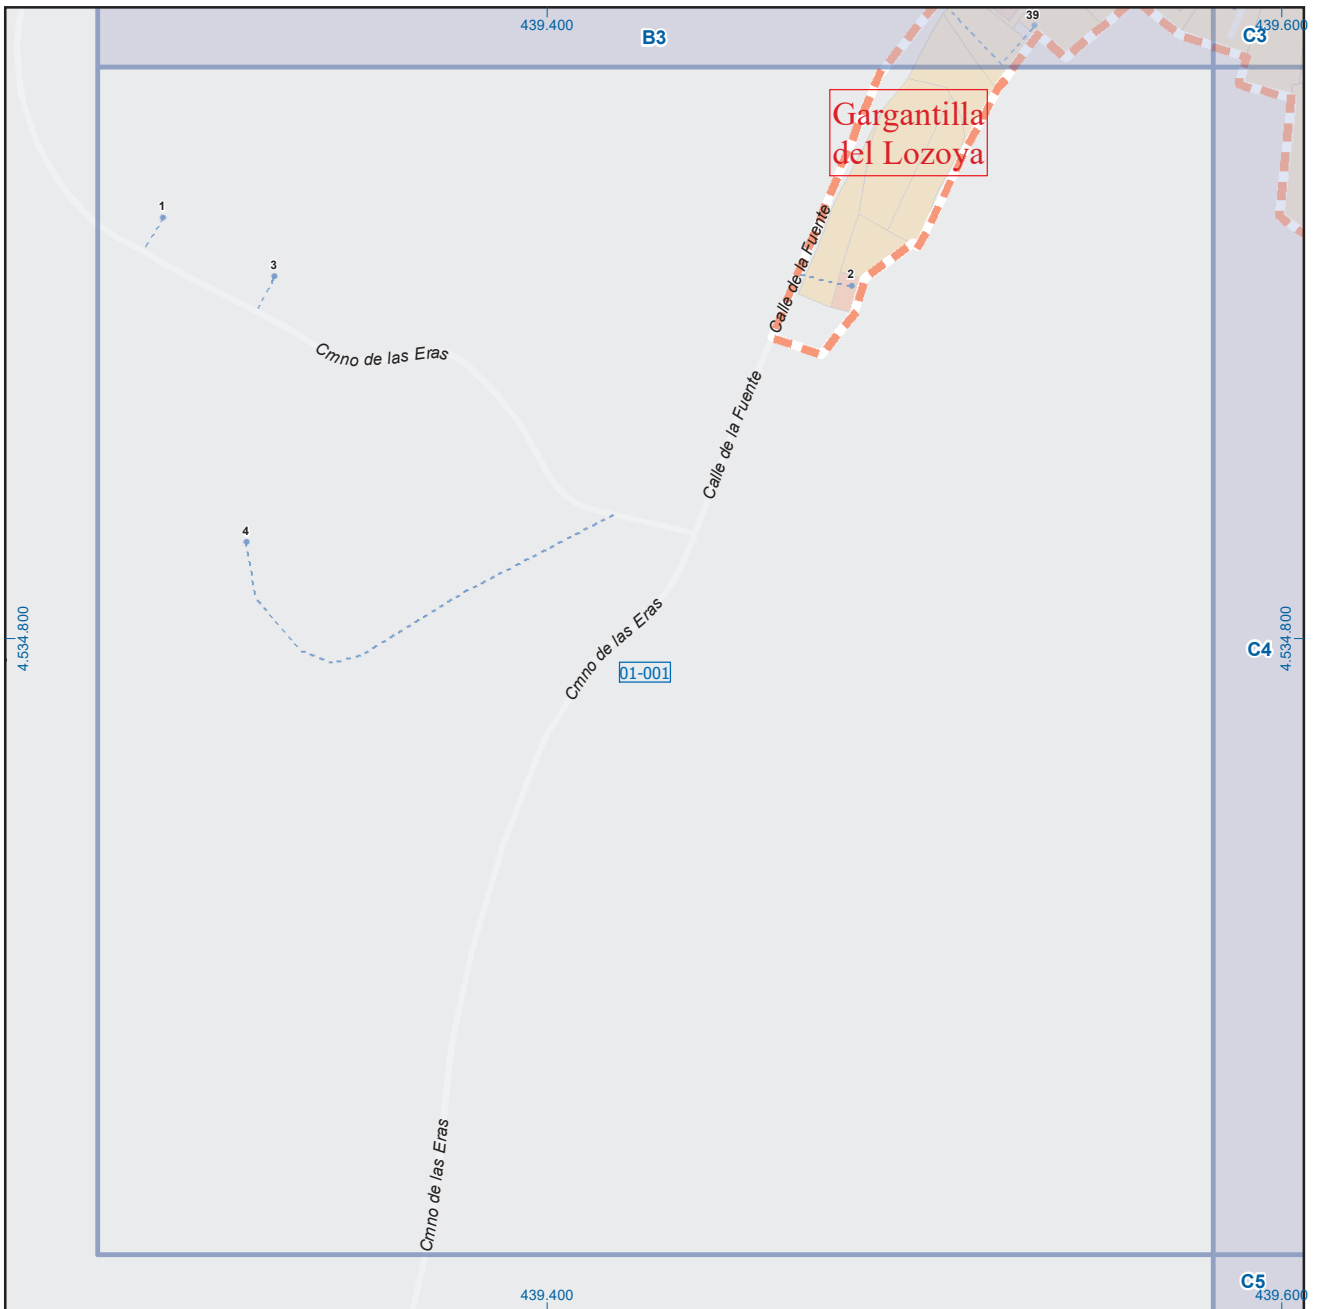 439.400
439.600
39
B3
C3
Gargantilla
del Lozoya
1
Calle de la Fuente
3
2
Cmno de las Eras
Calle de la Fuente
4
Cmno de las Eras
4.534.800
4.534.800
C4
01-001
Cmno de las Eras
C5
439.400
439.600